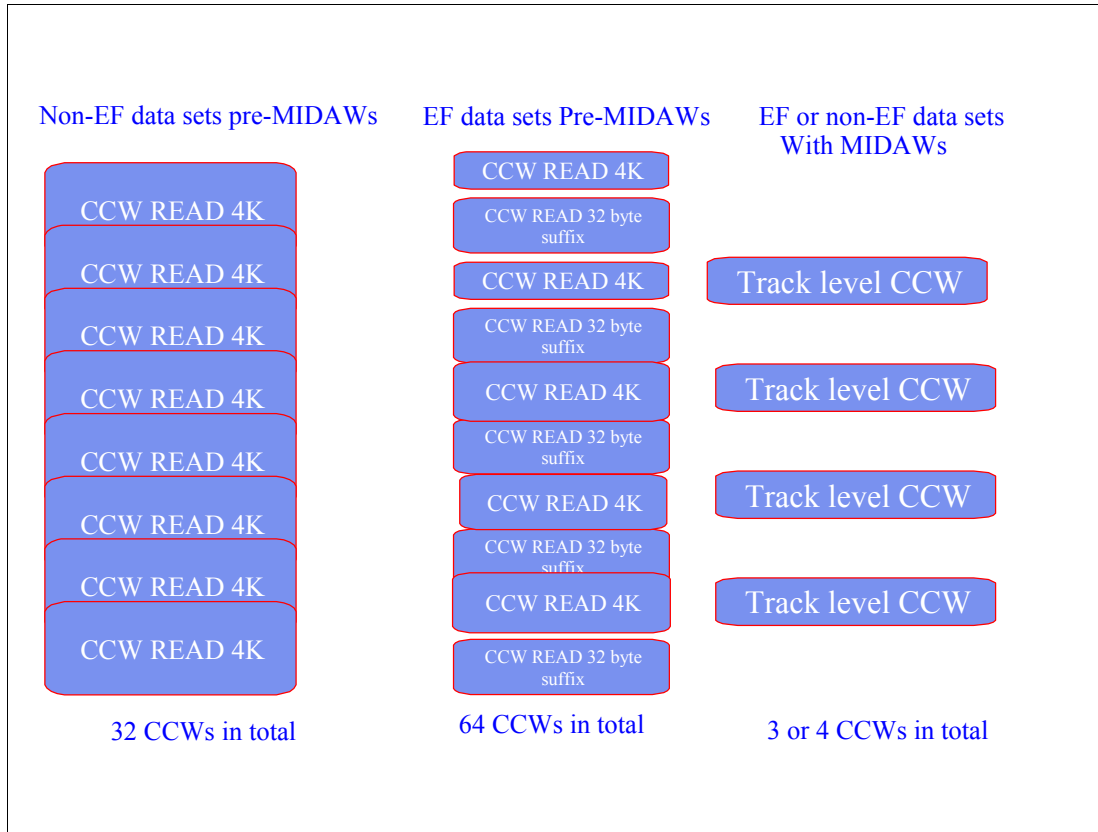 Non-EF data sets pre-MIDAWs
CCW READ 4K
CCW READ 4K
CCW READ 4K
CCW READ 4K
CCW READ 4K
CCW READ 4K
CCW READ 4K
CCW READ 4K
32 CCWs in total
EF data sets Pre-MIDAWs
CCW READ 4K
CCW READ 32 byte
suffix
CCW READ 4K
CCW READ 32 byte
suffix
CCW READ 4K
CCW READ 32 byte
suffix
CCW READ 4K
CCW READ 32 byte
suffix
CCW READ 4K
CCW READ 32 byte
suffix
64 CCWs in total
EF or non-EF data sets
With MIDAWs
Track level CCW
Track level CCW
Track level CCW
Track level CCW
3 or 4 CCWs in total